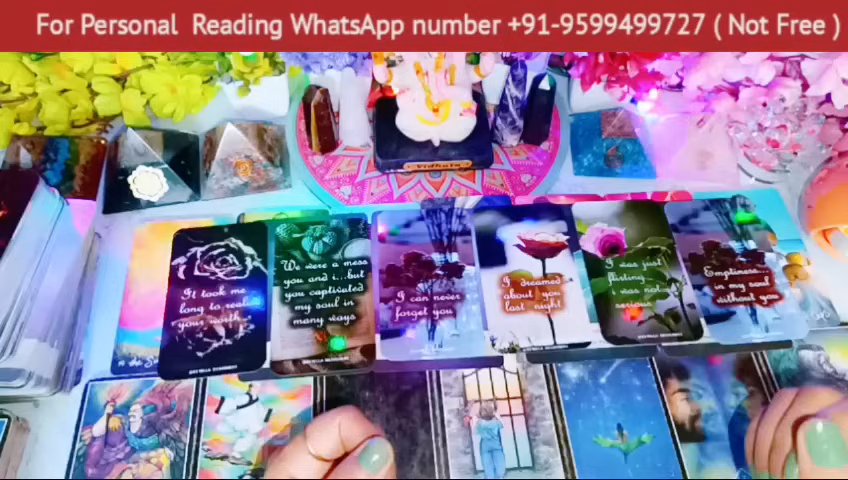 For Personal Reading WhatsApp number +91-9599499727 ( Not Free )
It took me
long to realise
your worth..
We were a mess
you and i...but
you captivated
my soul in
many ways
I can never
forget you
I dreamed
about you
last night
I was just
flirting...
i was not
serious
Emptiness...
in my soul
without you